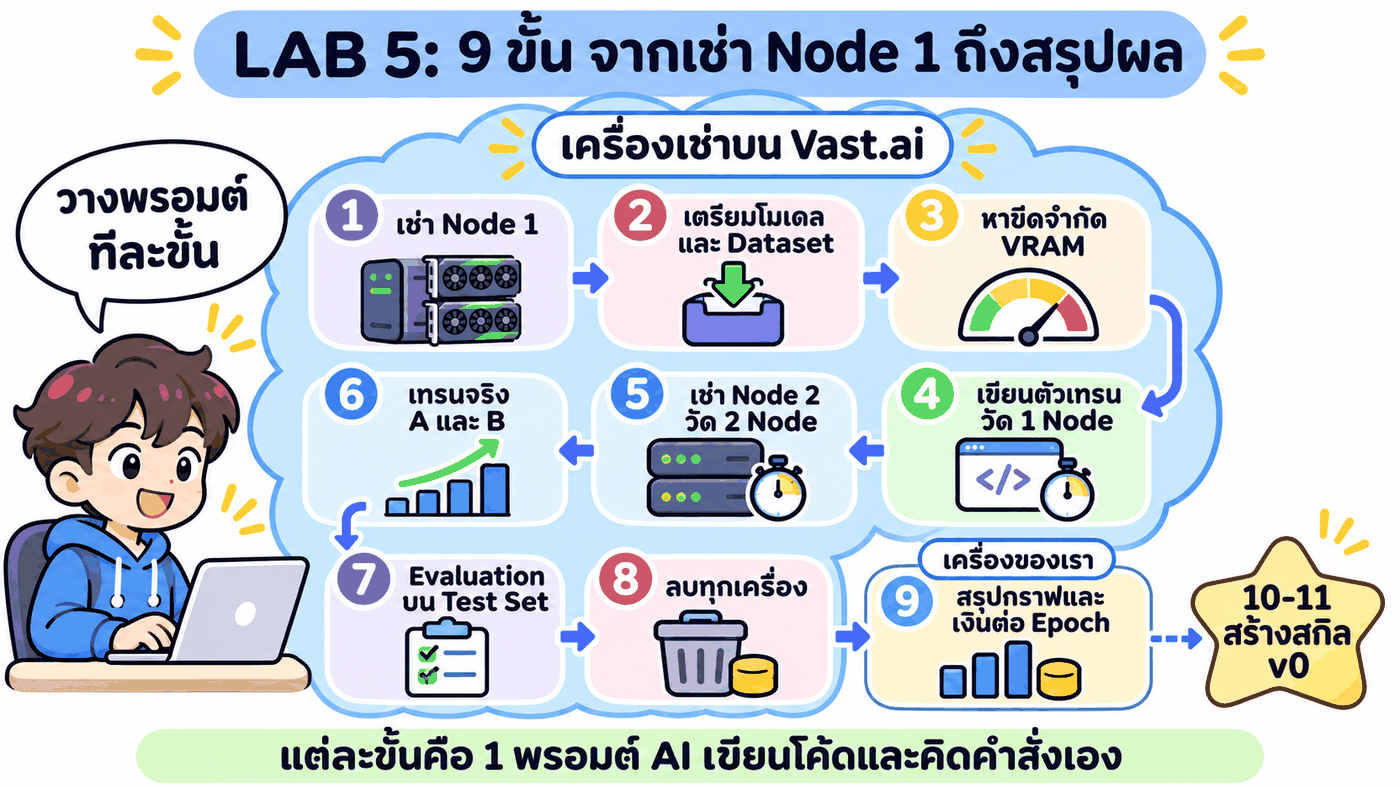 LAB 5: 9 ขั้น จากเช่า Node 1 ถึงสรุปผล
เครื่องเช่าบน Vast.ai
วางพรอมต์
ทีละขั้น
1
เช่า Node 1
2
เตรียมโมเดล
และ Dataset
3
หาขีดจำกัด
VRAM
4
เขียนตัวเทรน
วัด 1 Node
</>
5
เช่า Node 2
วัด 2 Node
6
เทรนจริง
A และ B
7
Evaluation
บน Test Set
8
ลบทุกเครื่อง
เครื่องของเรา
9
สรุปกราฟและ
เงินต่อ Epoch
10-11
สร้างสกิล
v0
แต่ละขั้นคือ 1 พรอมต์ AI เขียนโค้ดและคิดคำสั่งเอง